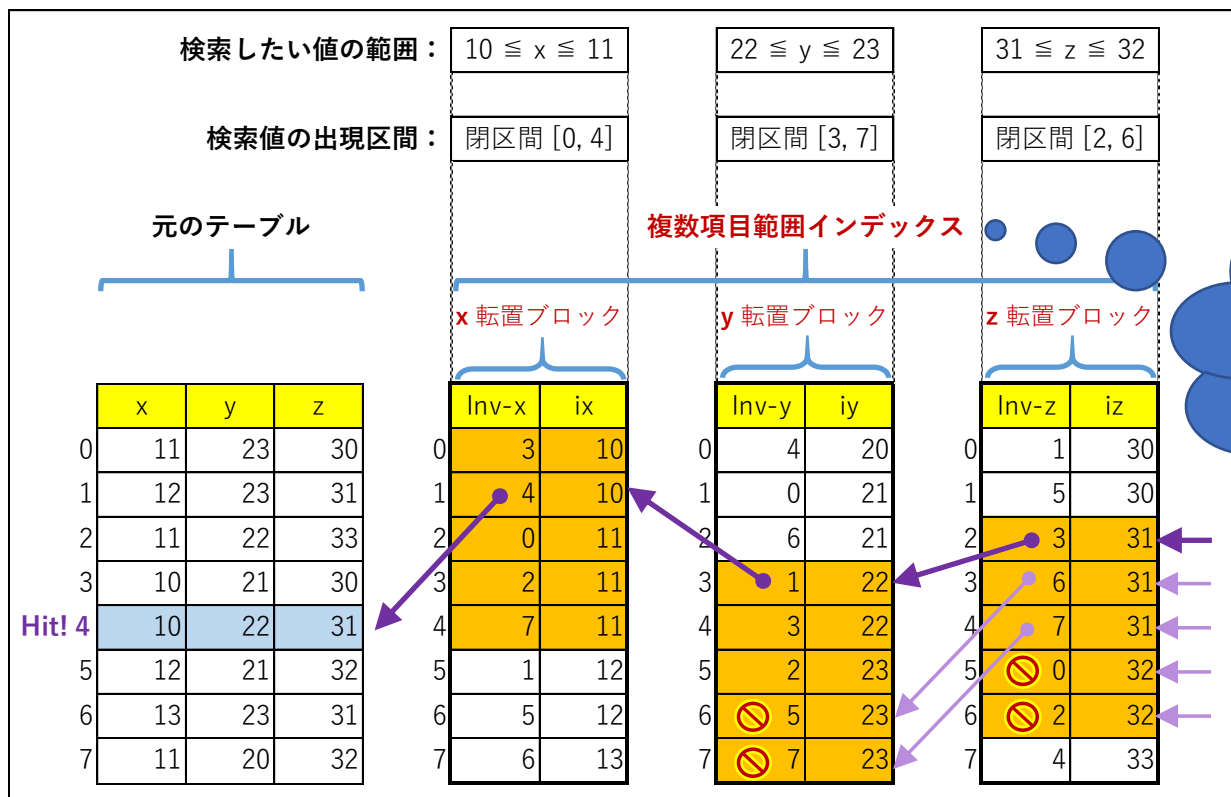 検索したい値の範囲： 10 ≦ x ≦ 11 22 ≦ y ≦ 23 31 ≦ z ≦ 32
検索値の出現区間： 閉区間 [0, 4] 閉区間 [3, 7] 閉区間 [2, 6]
元のテーブル 複数項目範囲インデックス
x 転置ブロック y 転置ブロック z 転置ブロック
x y z Inv-x ix Inv-y iy Inv-z iz
0 11 23 30 0 3 10 0 4 20 0 1 30
1 12 23 31 1 4 10 1 0 21 1 5 30
2 11 22 33 2 0 11 2 6 21 2 3 31
3 10 21 30 3 2 11 3 1 22 3 6 31
Hit! 4 10 22 31 4 7 11 4 3 22 4 7 31
5 12 21 32 5 1 12 5 2 23 5 0 32
6 13 23 31 6 5 12 6 5 23 6 2 32
7 11 20 32 7 6 13 7 7 23 7 4 33